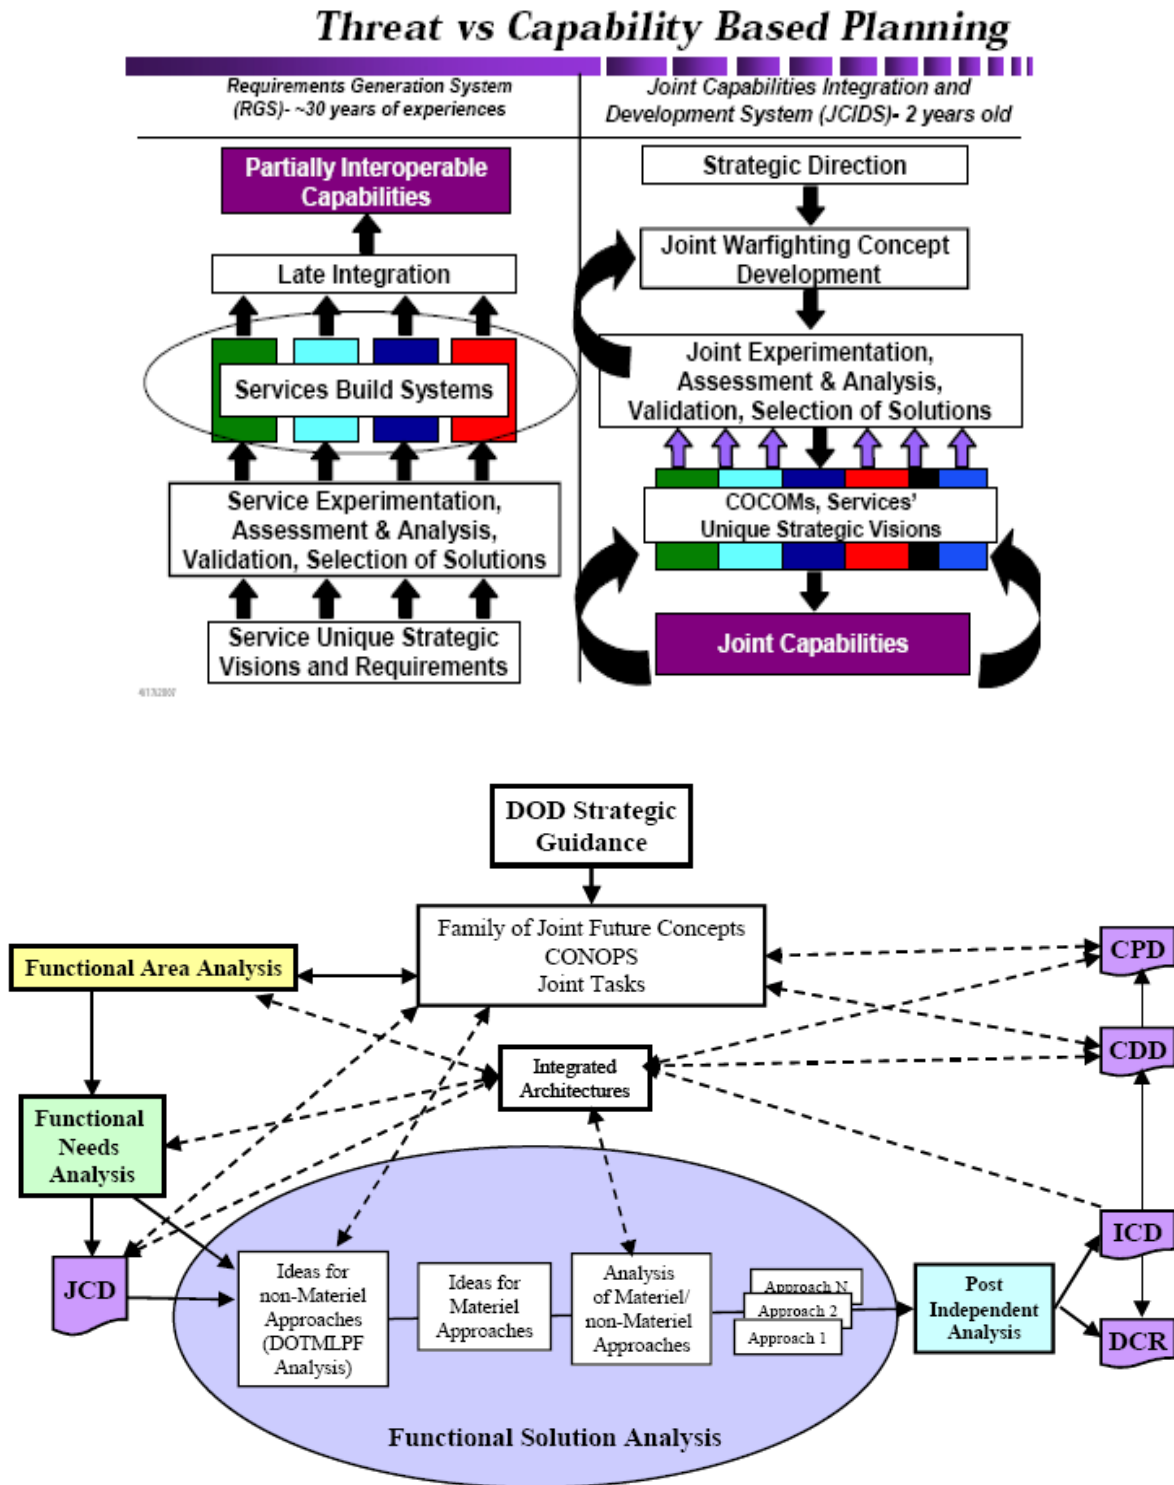 Threat vs Capability Based Planning
Requirements Generation System
(RGS)- ~30 years of experiences
Partially Interoperable
Capabilities
Late Integration
Services Build Systems
Service Experimentation,
Assessment & Analysis,
Validation, Selection of Solutions
Service Unique Strategic
Visions and Requirements
4/17/2007
Joint Capabilities Integration and
Development System (JCIDS)- 2 years old
Strategic Direction
Joint Warfighting Concept
Development
Joint Experimentation,
Assessment & Analysis,
Validation, Selection of Solutions
COCOMs, Services'
Unique Strategic Visions
Joint Capabilities
DOD Strategic
Guidance
Family of Joint Future Concepts
CONOPS
Joint Tasks
Functional Area Analysis
CPD
CDD
Integrated
Architectures
Functional
Needs
Analysis
JCD
Ideas for
non-Materiel
Approaches
(DOTMLPF
Analysis)
Ideas for
Materiel
Approaches
Analysis
of Materiel/
non-Materiel
Approaches
Approach N
Approach 2
Approach 1
Post
Independent
Analysis
ICD
DCR
Functional Solution Analysis